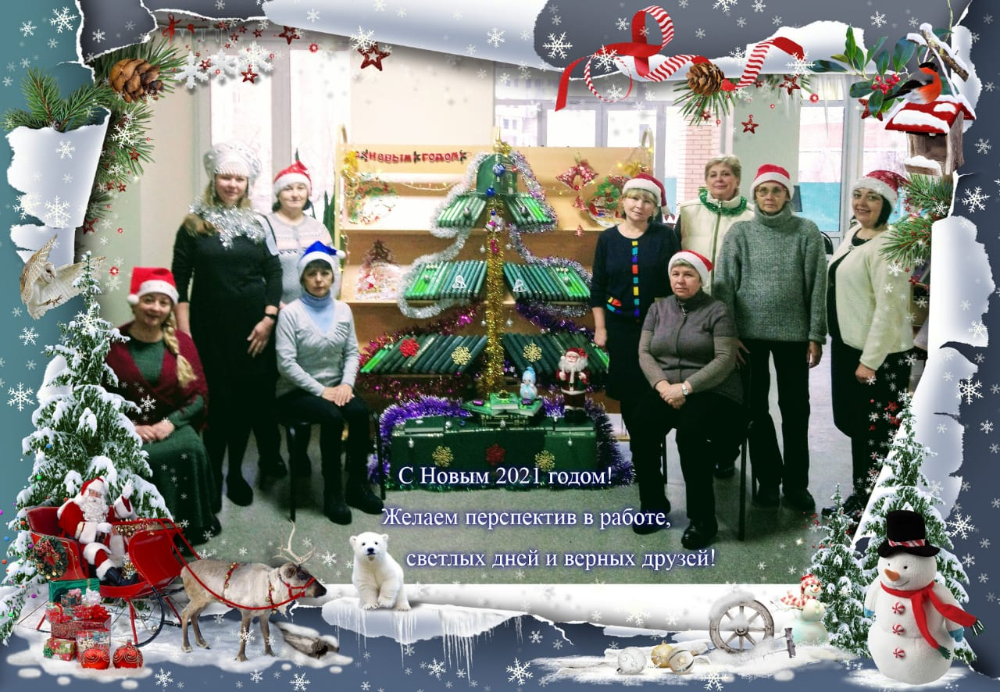 НОВЫМ ГОДОМ
С Новым 2021 годом!
Желаем перспектив в работе,
светлых дней и верных друзей!